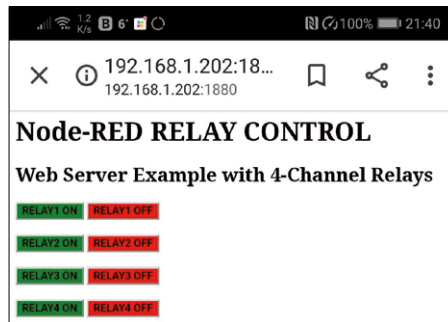 1.2 K/s B 6° N 100% 21:40
192.168.1.202:18...
192.168.1.202:1880
Node-RED RELAY CONTROL
Web Server Example with 4-Channel Relays
RELAY1 ON RELAY1 OFF
RELAY2 ON RELAY2 OFF
RELAY3 ON RELAY3 OFF
RELAY4 ON RELAY4 OFF